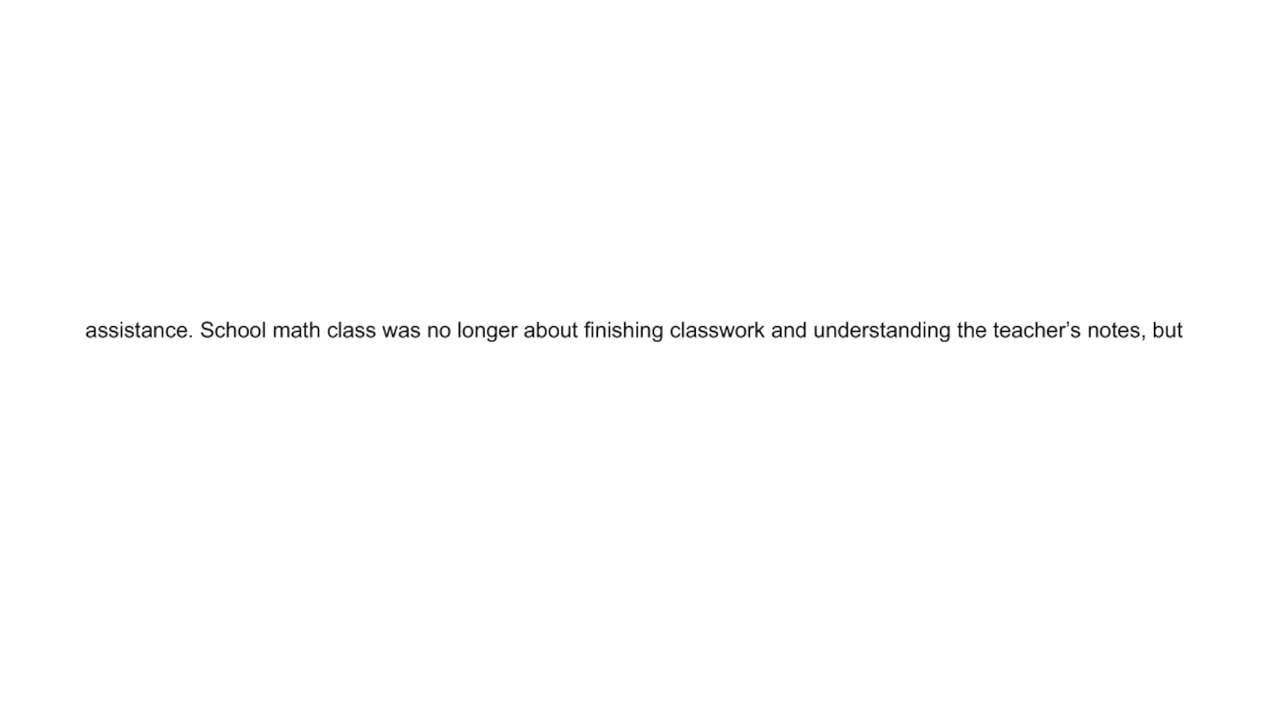 assistance. School math class was no longer about finishing classwork and understanding the teacher’s notes, but